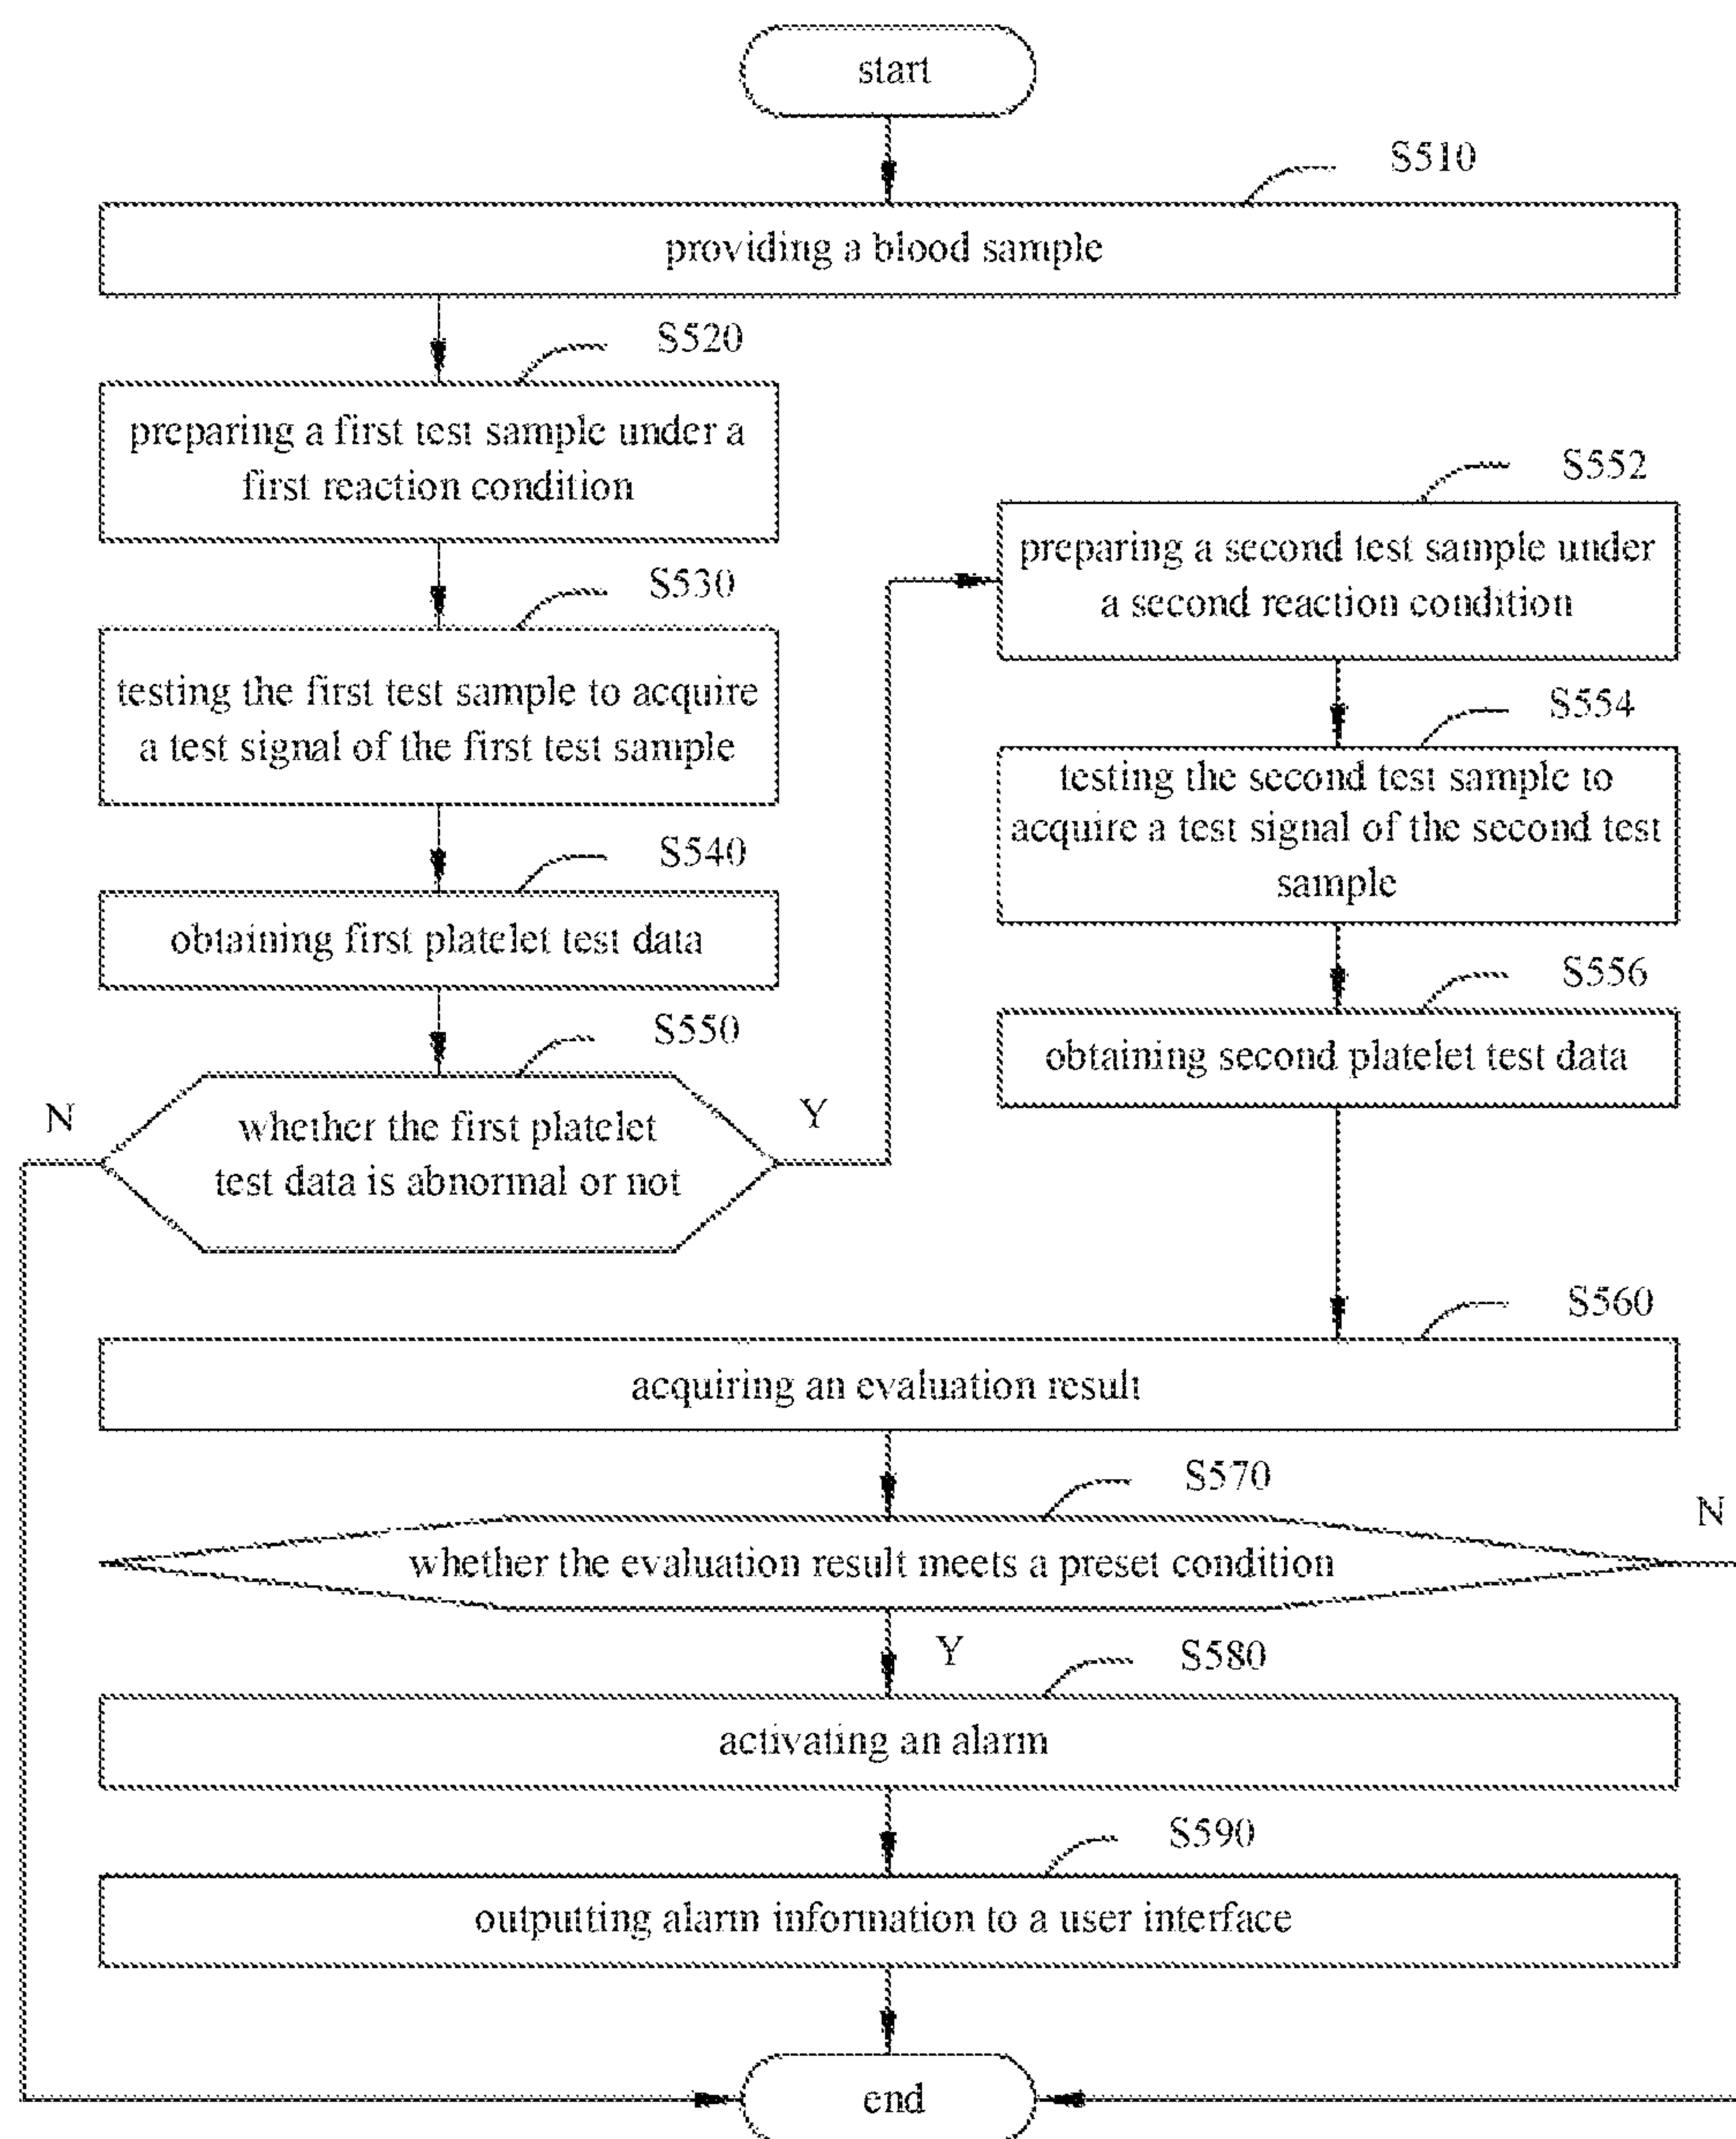 start
S510
providing a blood sample
S520
preparing a first test sample under a
first reaction condition
S530
testing the first test sample to acquire
a test signal of the first test sample
S540
obtaining first platelet test data
S550
N
whether the first platelet
test data is abnormal or not
Y
S552
preparing a second test sample under
a second reaction condition
S554
testing the second test sample to
acquire a test signal of the second test
sample
S556
obtaining second platelet test data
S560
acquiring an evaluation result
S570
whether the evaluation result meets a preset condition
N
Y
S580
activating an alarm
S590
outputting alarm information to a user interface
end